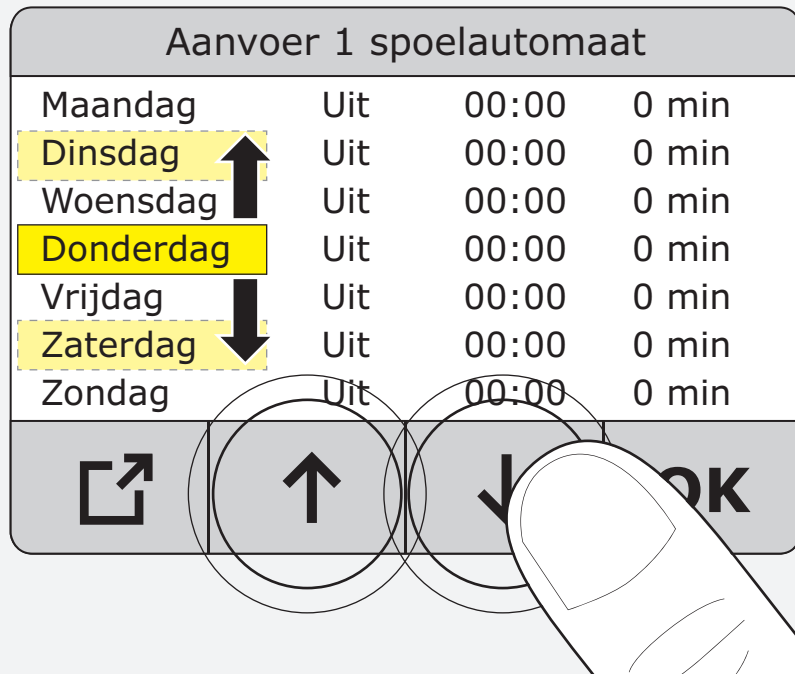 Aanvoer 1 spoelautomaat
Maandag Uit 00:00 0 min
Dinsdag Uit 00:00 0 min
Woensdag Uit 00:00 0 min
Donderdag Uit 00:00 0 min
Vrijdag Uit 00:00 0 min
Zaterdag Uit 00:00 0 min
Zondag Uit 00:00 0 min
OK